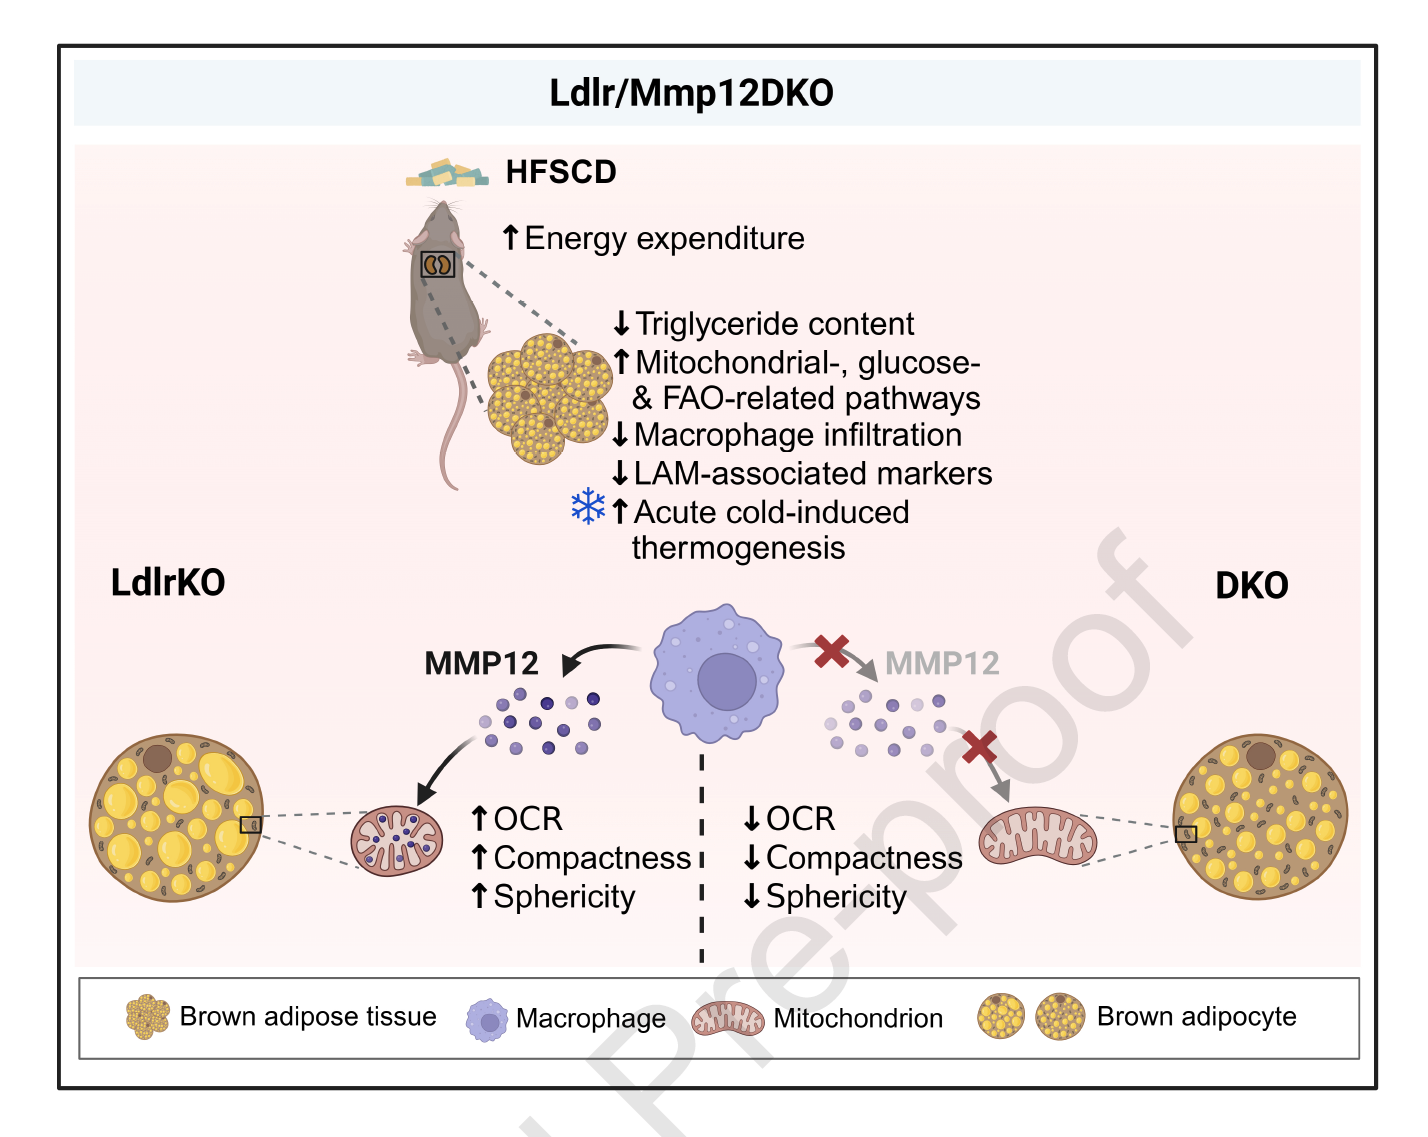 Ldlr/Mmp12DKO
HFSCD
↑Energy expenditure
↓Triglyceride content
↑Mitochondrial-, glucose-
& FAO-related pathways
↓Macrophage infiltration
↓LAM-associated markers
↑Acute cold-induced
thermogenesis
LdlrKO
DKO
MMP12
MMP12
↑OCR
↑Compactness
↑Sphericity
↓OCR
↓Compactness
↓Sphericity
Brown adipose tissue
Macrophage
Mitochondrion
Brown adipocyte
Pre-proof